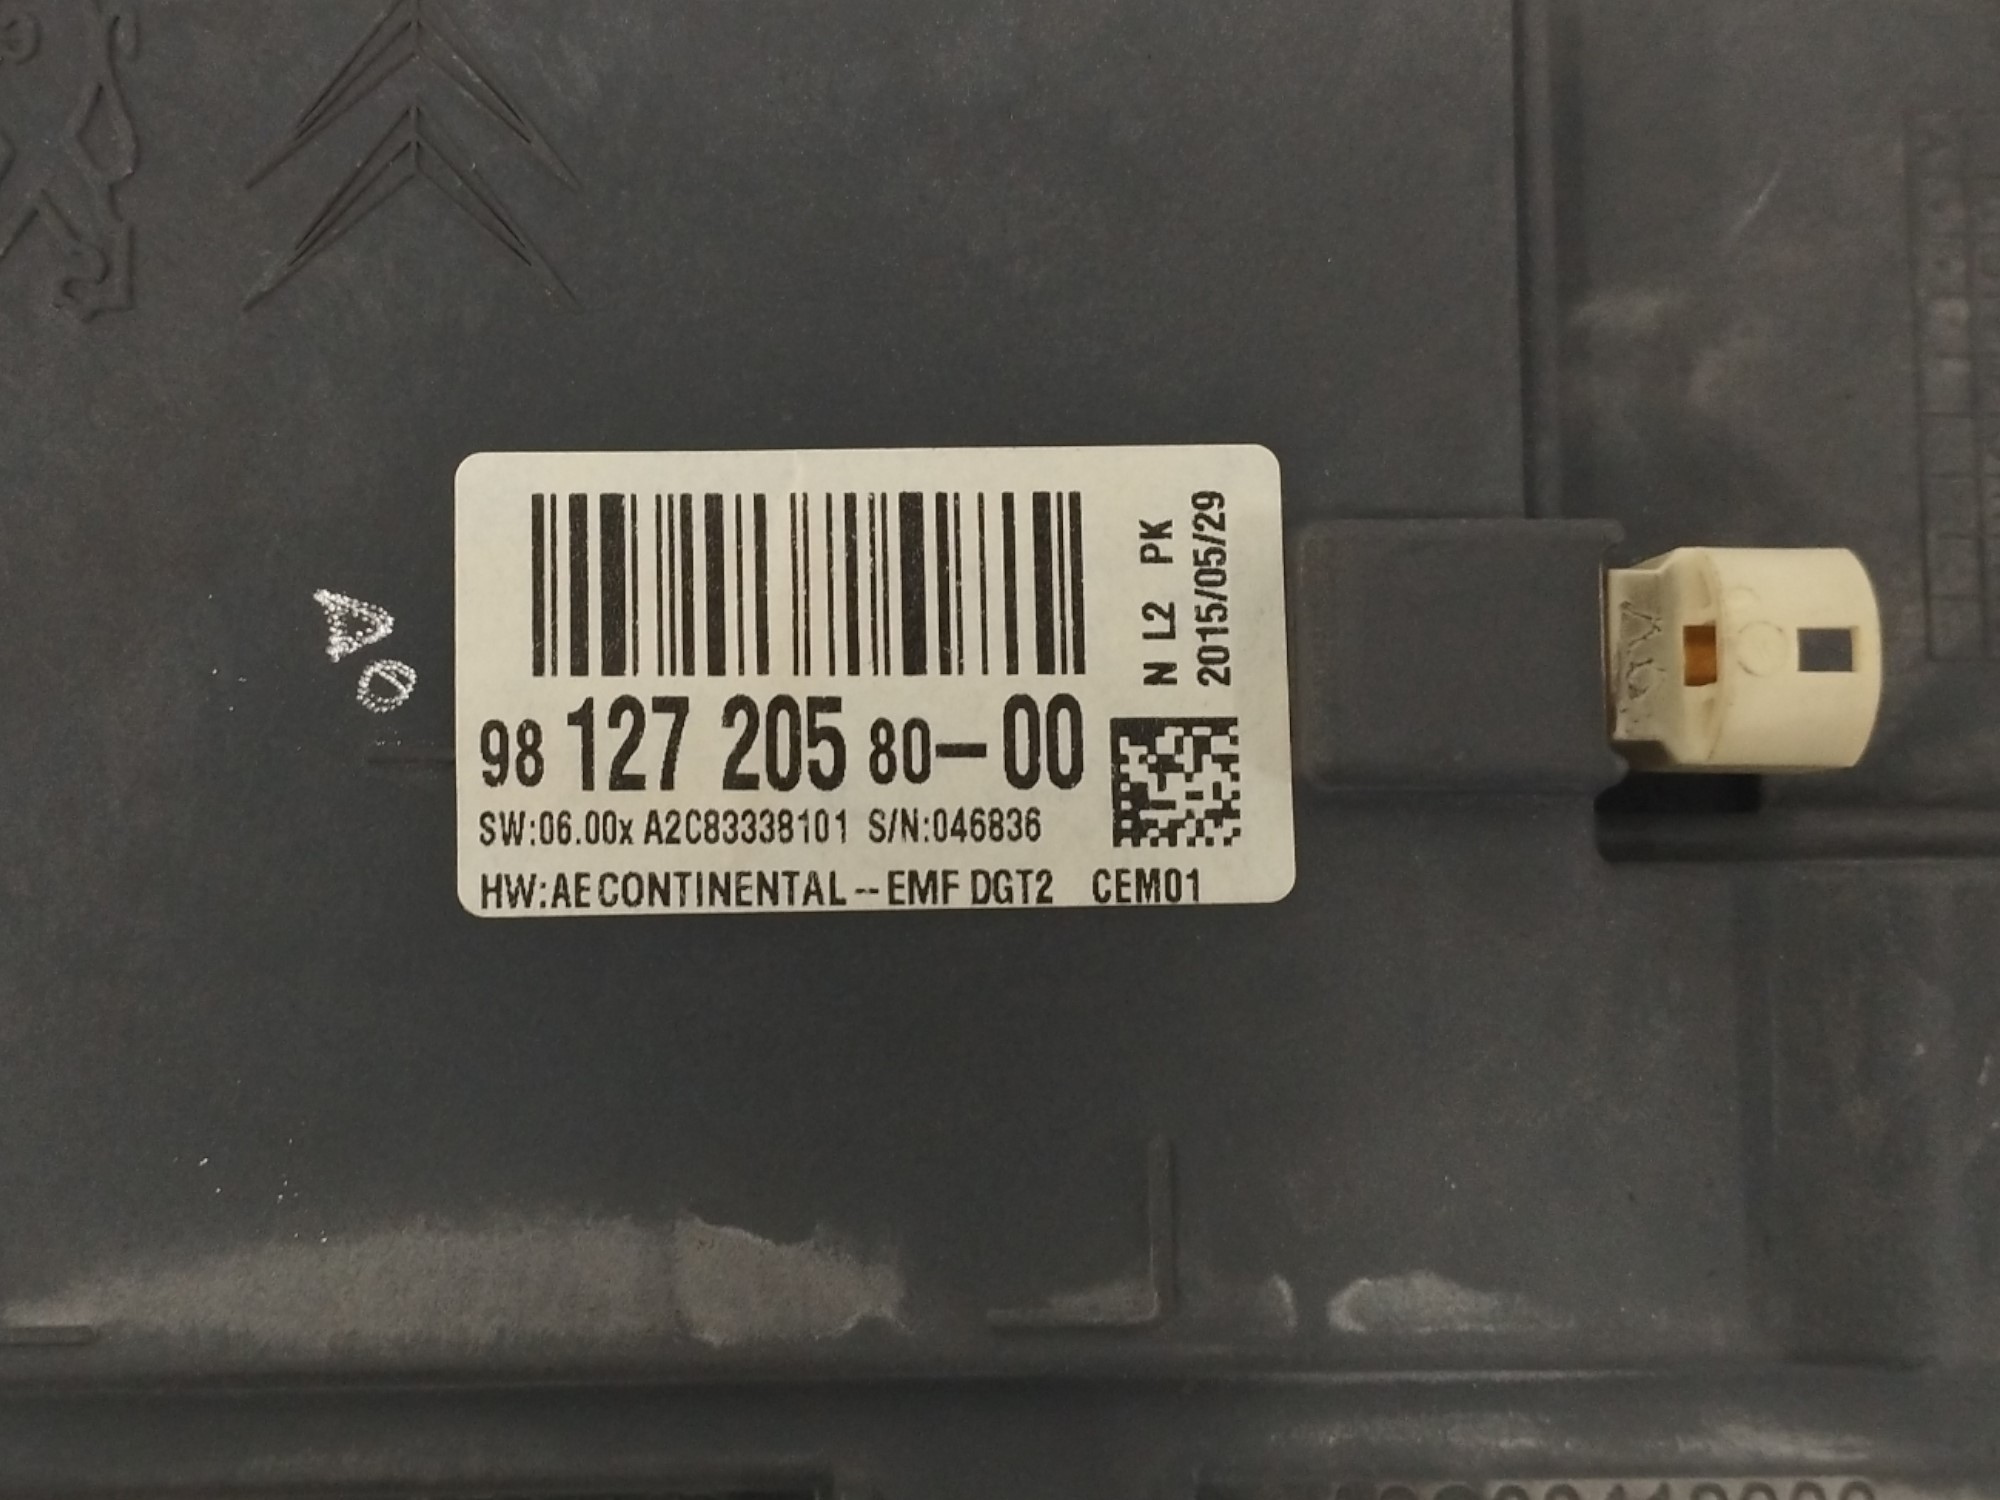 98 127 205 80-00
SW:06.00x A2C83338101 S/N:046836
HW:AE CONTINENTAL -- EMF DGT2 CEM01
N L2 PK
2015/05/29